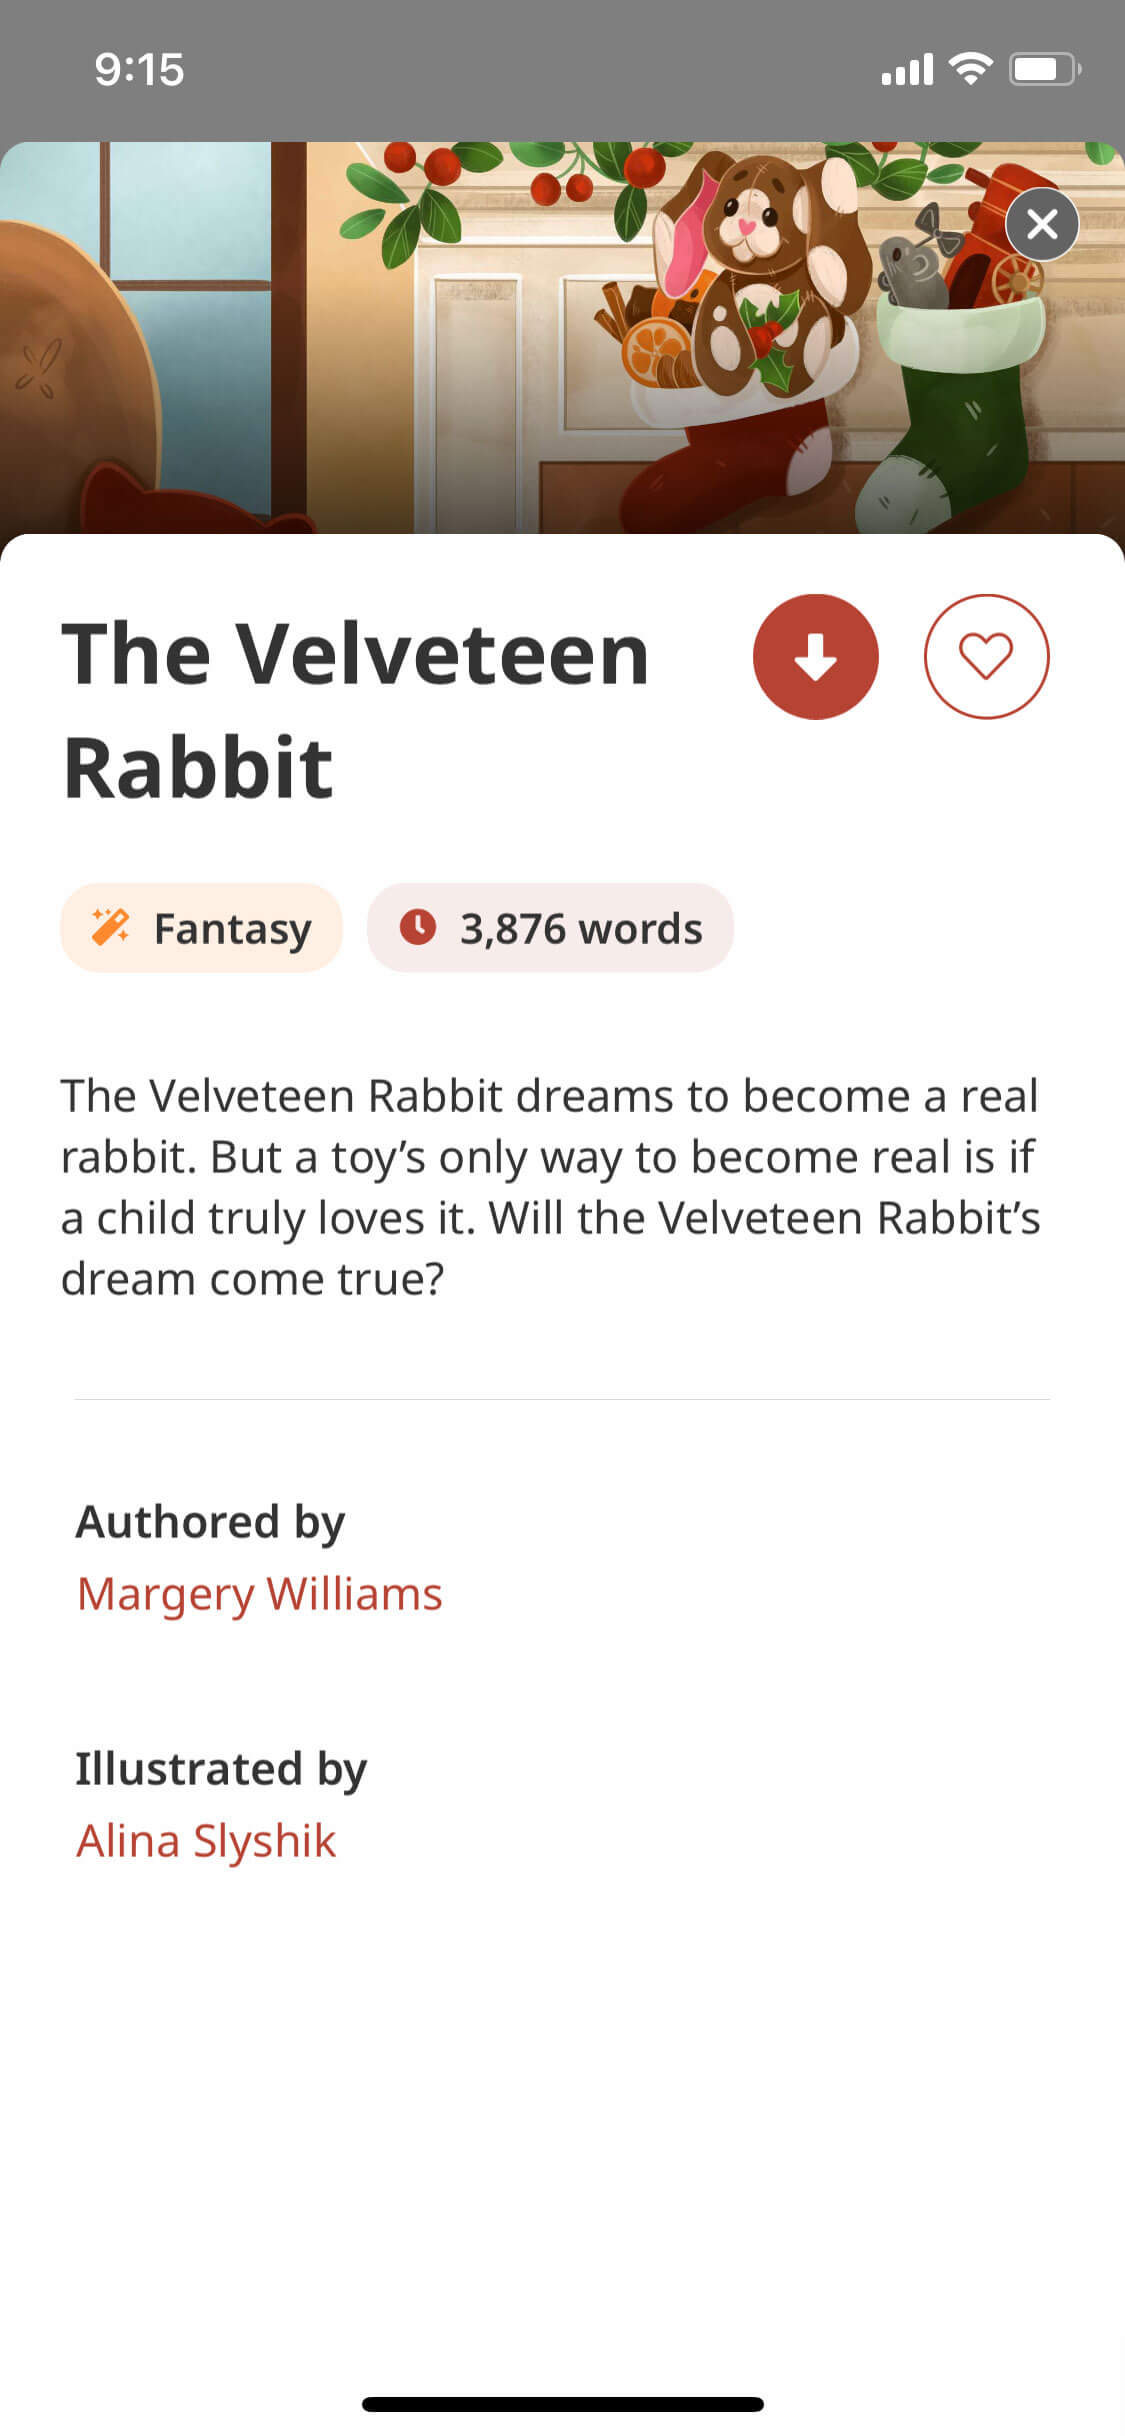 9:15
The Velveteen
Rabbit
Fantasy
3,876 words
The Velveteen Rabbit dreams to become a real
rabbit. But a toy’s only way to become real is if
a child truly loves it. Will the Velveteen Rabbit’s
dream come true?
Authored by
Margery Williams
Illustrated by
Alina Slyshik